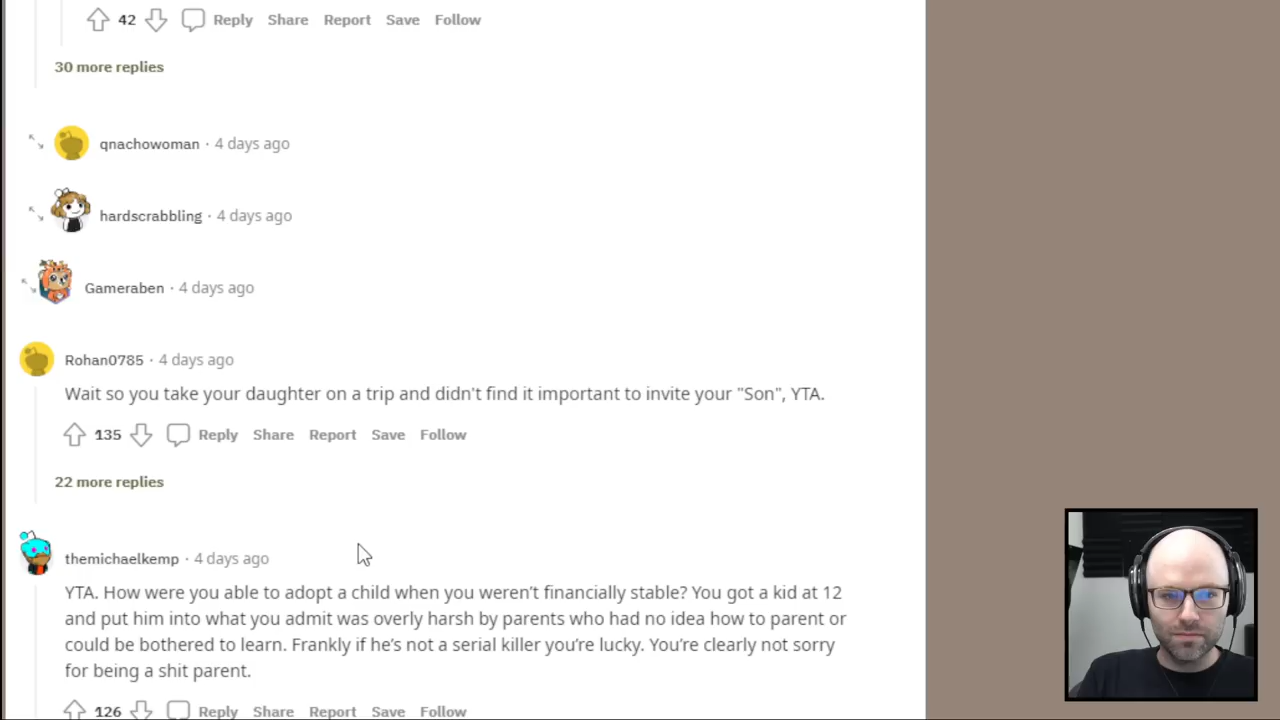 42 Reply Share Report Save Follow
30 more replies
qnachowoman · 4 days ago
hardscrabbling · 4 days ago
Gameraben · 4 days ago
Rohan0785 · 4 days ago
Wait so you take your daughter on a trip and didn't find it important to invite your "Son", YTA.
135 Reply Share Report Save Follow
22 more replies
themichaelkemp · 4 days ago
YTA. How were you able to adopt a child when you weren't financially stable? You got a kid at 12
and put him into what you admit was overly harsh by parents who had no idea how to parent or
could be bothered to learn. Frankly if he's not a serial killer you're lucky. You're clearly not sorry
for being a shit parent.
126 Reply Share Report Save Follow